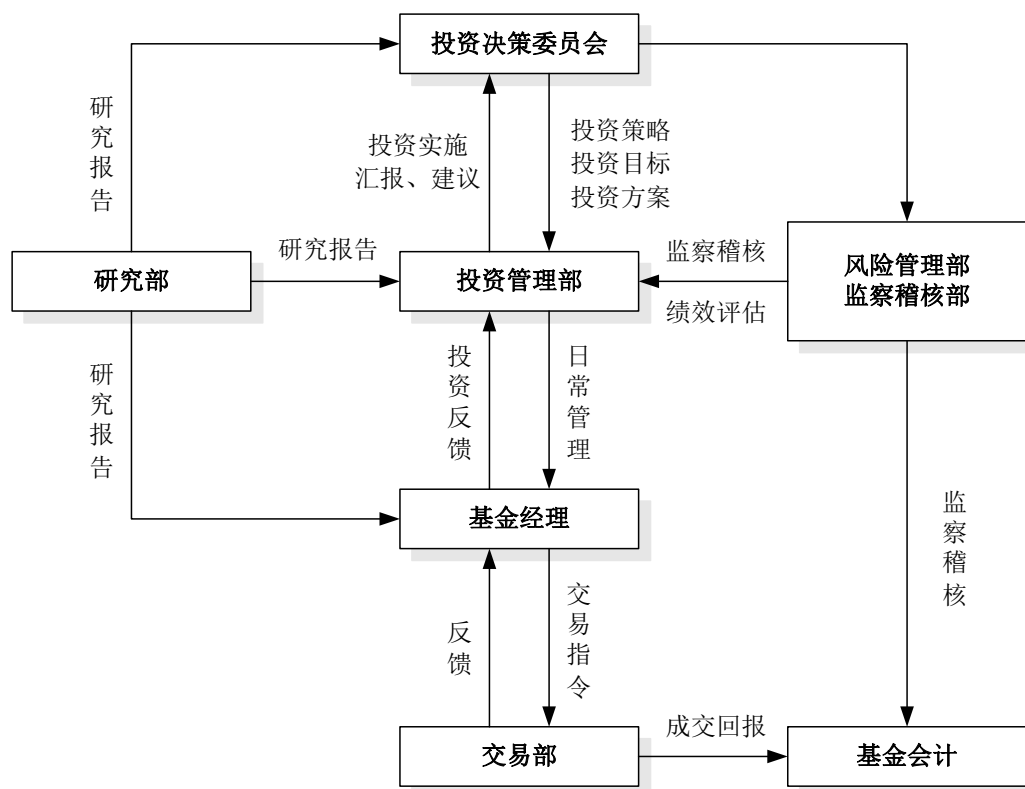 投资决策委员会
研究报告
投资实施
汇报、建议
投资策略
投资目标
投资方案
研究部
研究报告
投资管理部
监察稽核
绩效评估
风险管理部
监察稽核部
研究报告
投资反馈
日常管理
基金经理
监察稽核
反馈
交易指令
交易部
成交回报
基金会计